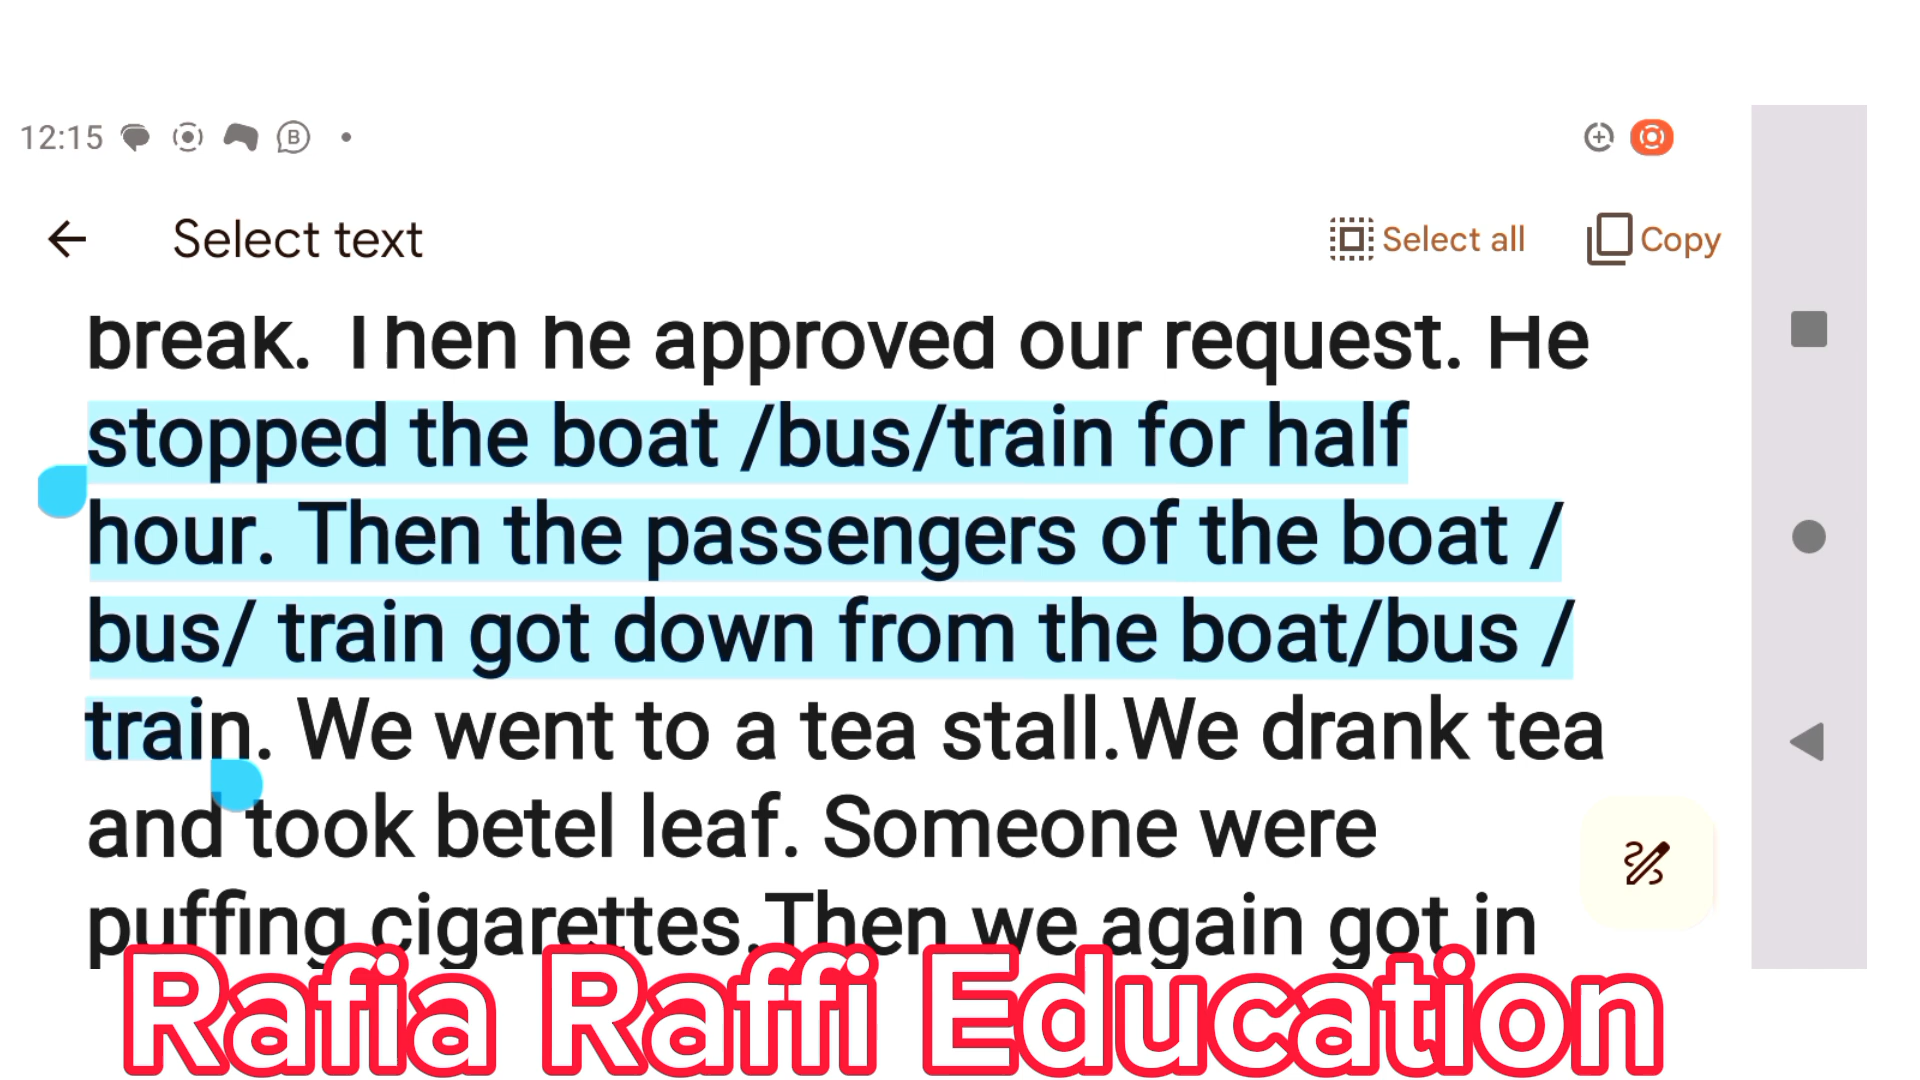 12:15
B
Select text
Select all
Copy
break. Then he approved our request. He
stopped the boat /bus/train for half
hour. Then the passengers of the boat /
bus/ train got down from the boat/bus /
train. We went to a tea stall.We drank tea
and took betel leaf. Someone were
puffing cigarettes.Then we again got in
Rafia Raffi Education